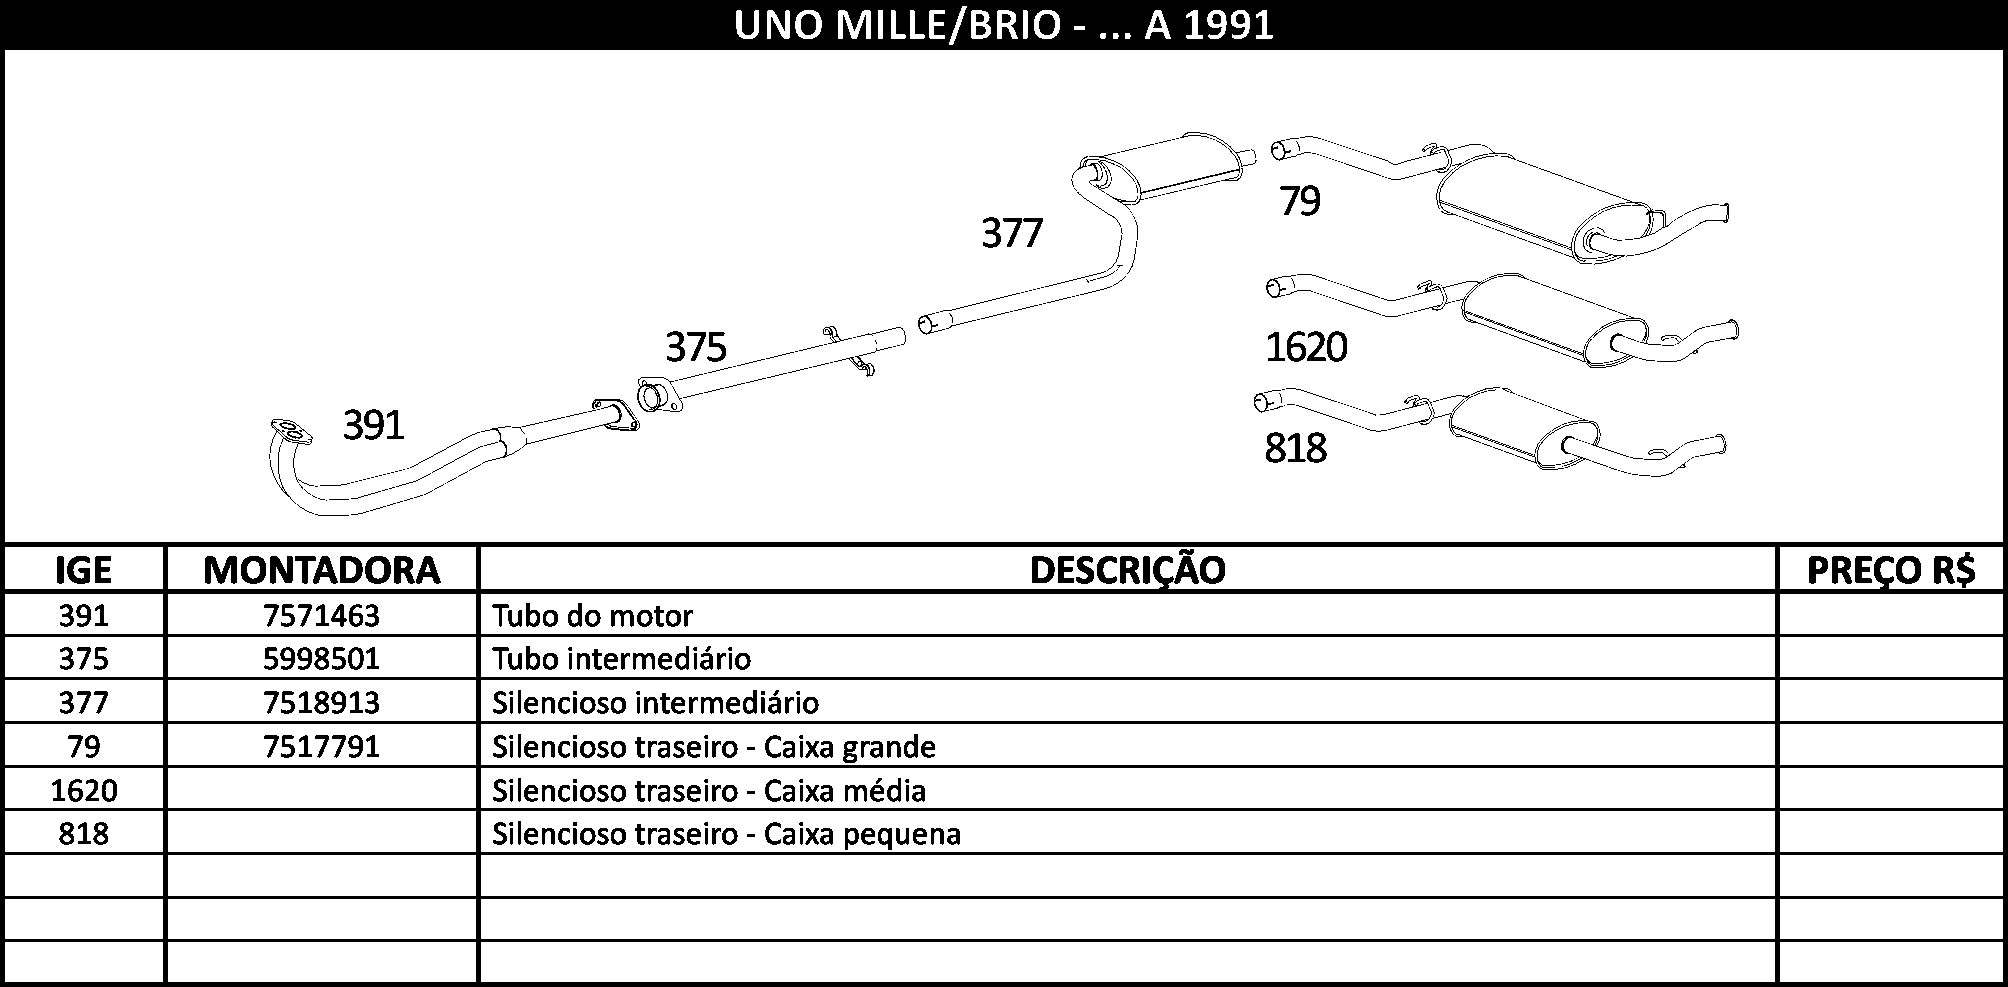 UNO MILLE/BRIO - ... A 1991
79
377
1620
375
391
818
IGE MONTADORA DESCRIÇÃO PREÇO R$
391 7571463 Tubo do motor
375 5998501 Tubo intermediário
377 7518913 Silencioso intermediário
79 7517791 Silencioso traseiro - Caixa grande
1620 Silencioso traseiro - Caixa média
818 Silencioso traseiro - Caixa pequena